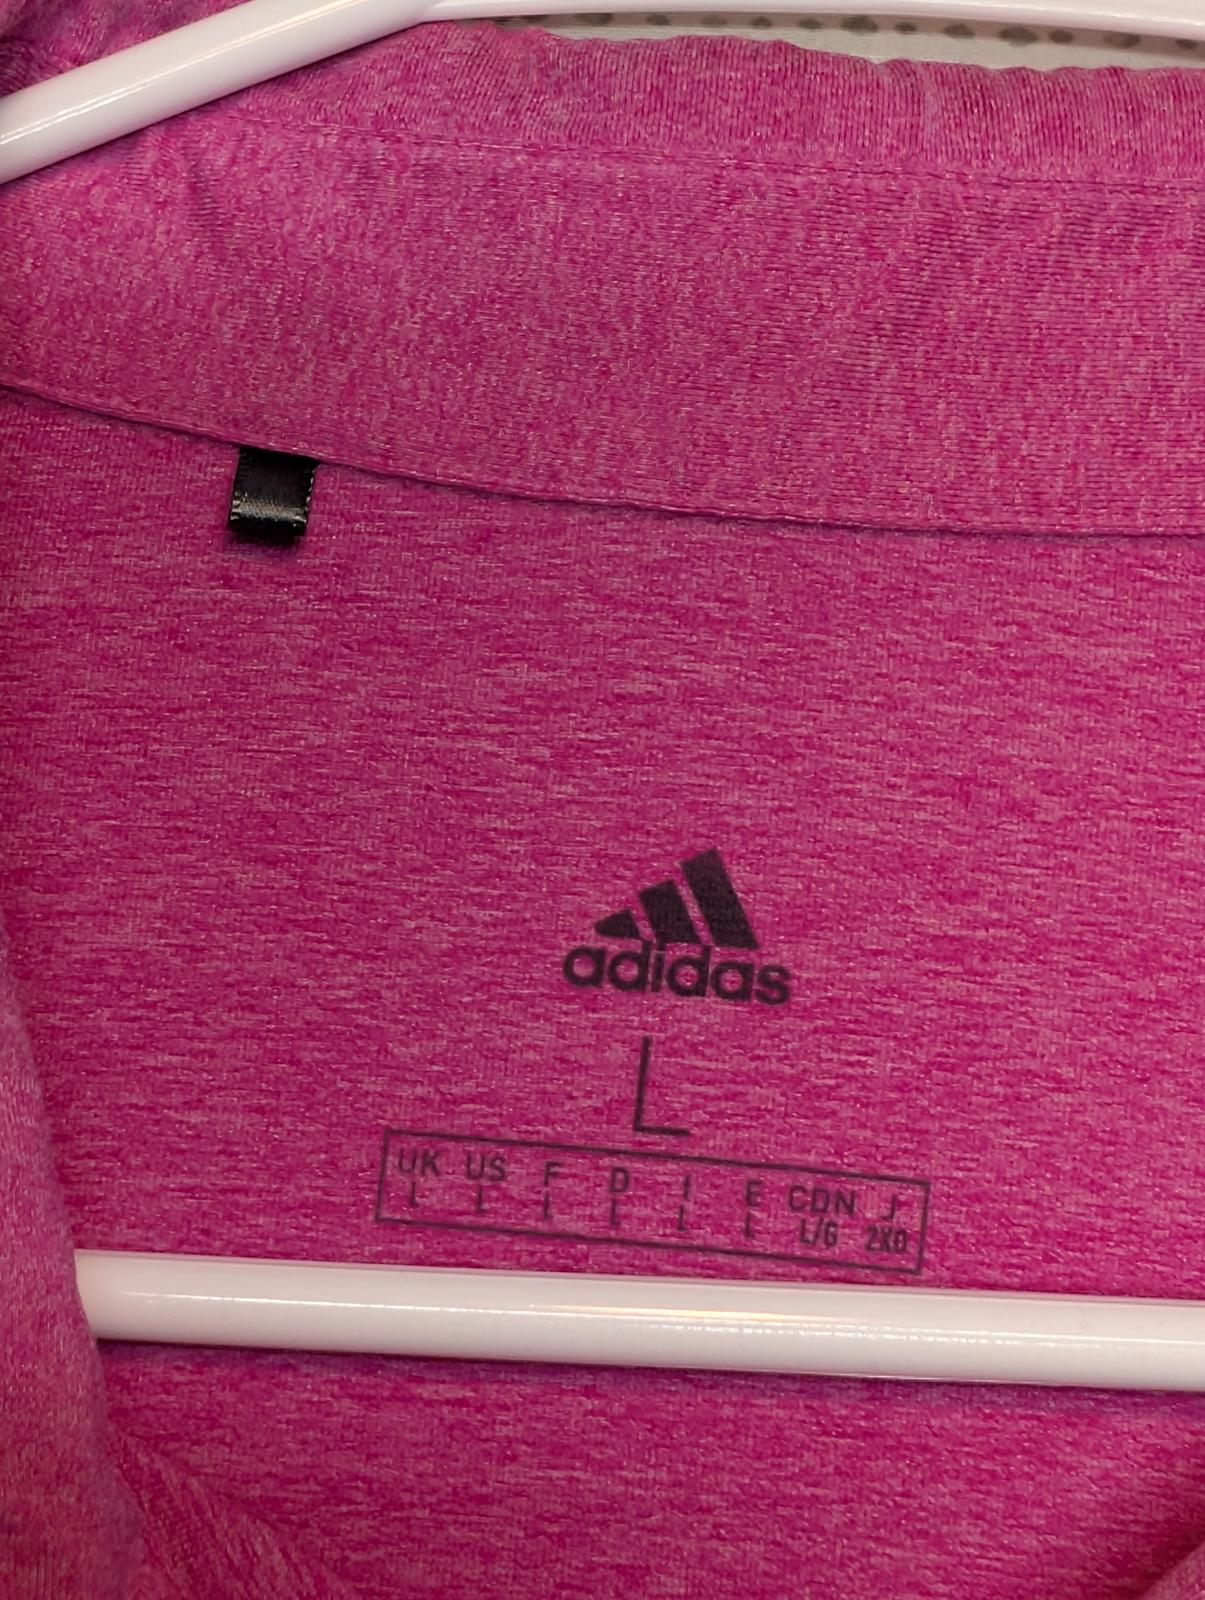 adidas
L
UK US F D I E CDN J
L L L L L L L/G 2XO